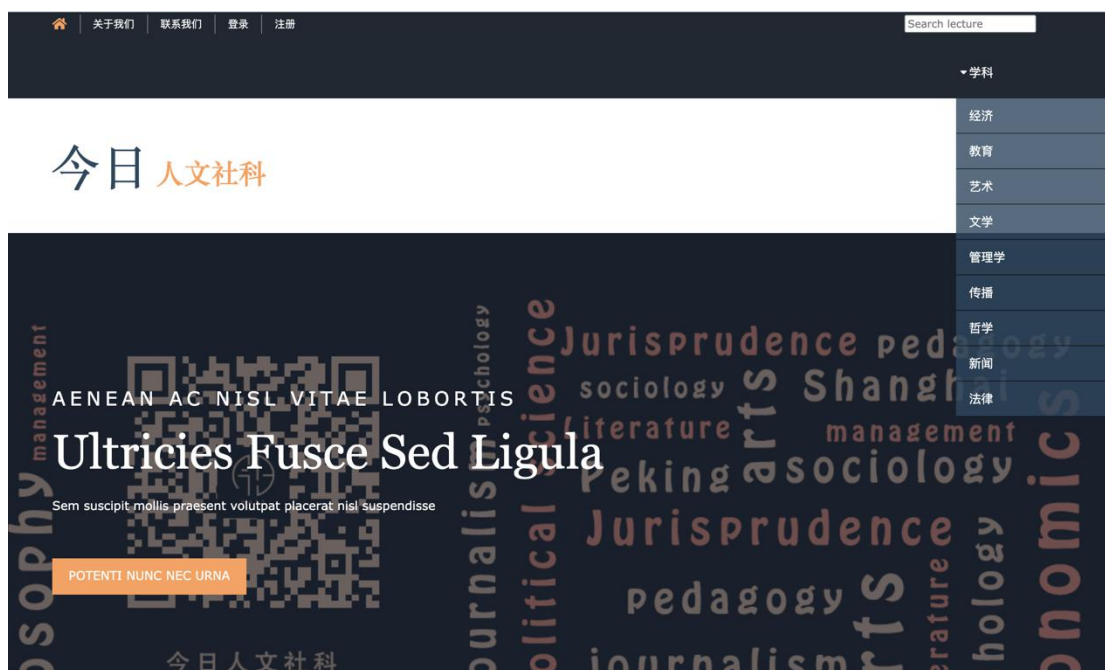 关于我们 联系我们 登录 注册 Search lecture
学科
经济
教育
艺术
文学
管理学
传播
哲学
新闻
法律
今日 人文社科
AENEAN AC NISL VITAE LOBORTIS
Ultricies Fusce Sed Ligula
Sem suscipit mollis praesent volutpat placerat nisl suspendisse
POTENTI NUNC NEC URNA
今日人文社科
management
psychology
Jurisprudence
sociology
Shanghai
literature
arts
management
Peking
sociology
Jurisprudence
pedagogy
arts
journalism